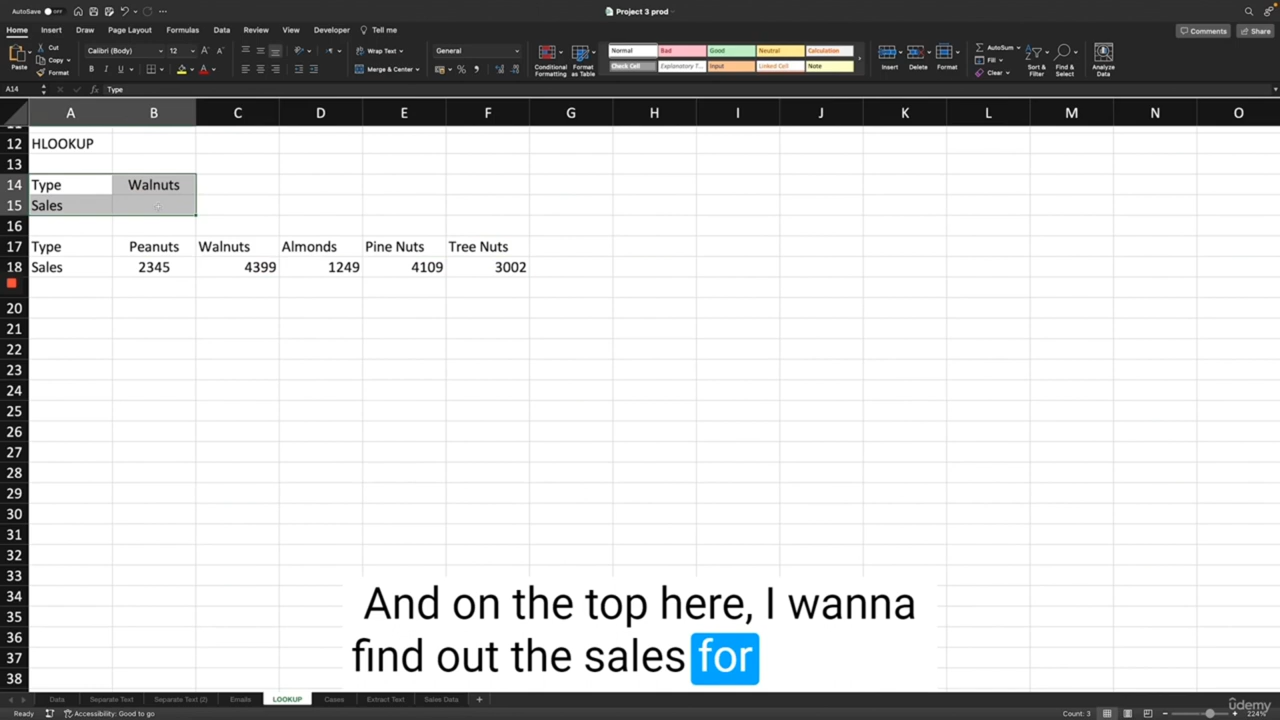 AutoSave OFF
Project 3 prod
Home Insert Draw Page Layout Formulas Data Review View Developer Tell me
Comments Share
Paste Cut Copy Format
Calibri (Body) 12
Wrap Text
Merge & Center
General
Conditional Formatting
Format as Table
Normal Bad Good Neutral Calculation
Check Cell Explanatory T... Input Linked Cell Note
Insert Delete Format
AutoSum Fill Clear
Sort & Filter
Find & Select
Analyze Data
A14 fx Type
A B C D E F G H I J K L M N O
12 HLOOKUP
13
14 Type Walnuts
15 Sales
16
17 Type Peanuts Walnuts Almonds Pine Nuts Tree Nuts
18 Sales 2345 4399 1249 4109 3002
20
21
22
23
24
25
26
27
28
29
30
31
32
33
34
35
36
37
38
And on the top here, I wanna
find out the sales for
Data Separate Text Separate Text (2) Emails LOOKUP Cases Extract Text Sales Data +
Ready Accessibility: Good to go Count: 3 224%
udemy